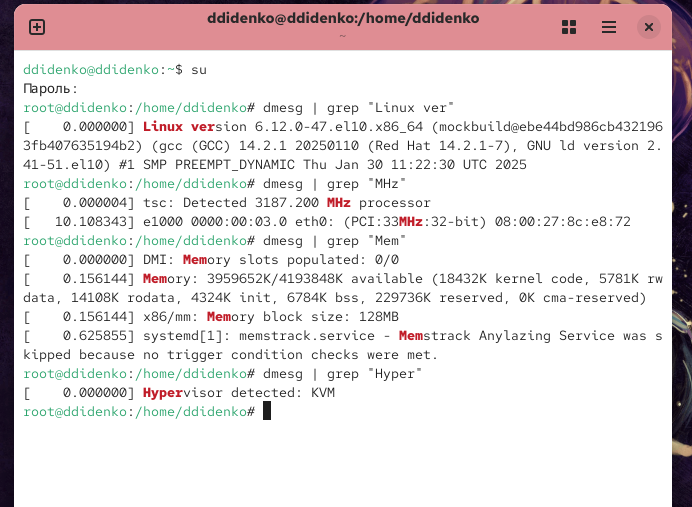 ddidenko@ddidenko:/home/ddidenko
~
ddidenko@ddidenko:~$ su
Пароль:
root@ddidenko:/home/ddidenko# dmesg | grep "Linux ver"
[    0.000000] Linux version 6.12.0-47.el10.x86_64 (mockbuild@ebe44bd986cb432196
3fb407635194b2) (gcc (GCC) 14.2.1 20250110 (Red Hat 14.2.1-7), GNU ld version 2.
41-51.el10) #1 SMP PREEMPT_DYNAMIC Thu Jan 30 11:22:30 UTC 2025
root@ddidenko:/home/ddidenko# dmesg | grep "MHz"
[    0.000004] tsc: Detected 3187.200 MHz processor
[   10.108343] e1000 0000:00:03.0 eth0: (PCI:33MHz:32-bit) 08:00:27:8c:e8:72
root@ddidenko:/home/ddidenko# dmesg | grep "Mem"
[    0.000000] DMI: Memory slots populated: 0/0
[    0.156144] Memory: 3959652K/4193848K available (18432K kernel code, 5781K rw
data, 14108K rodata, 4324K init, 6784K bss, 229736K reserved, 0K cma-reserved)
[    0.156144] x86/mm: Memory block size: 128MB
[    0.625855] systemd[1]: memstrack.service - Memstrack Anylazing Service was s
kipped because no trigger condition checks were met.
root@ddidenko:/home/ddidenko# dmesg | grep "Hyper"
[    0.000000] Hypervisor detected: KVM
root@ddidenko:/home/ddidenko#